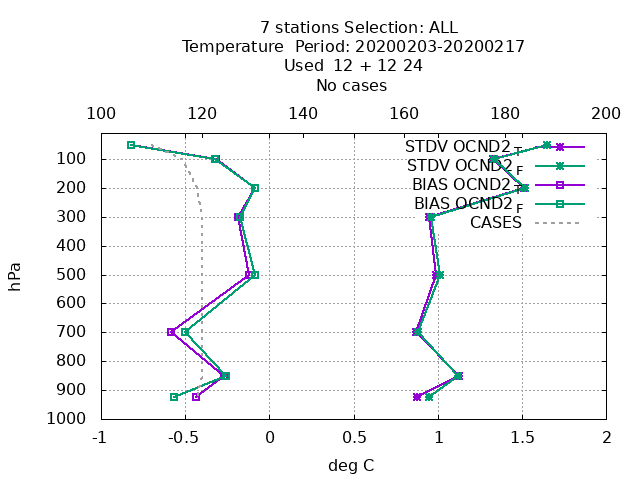 7 stations Selection: ALL
Temperature  Period: 20200203-20200217
Used  12 + 12 24
No cases
100 120 140 160 180 200
STDV OCND2_T
100 STDV OCND2_F
200 BIAS OCND2_T
300 BIAS OCND2_F
400 CASES
500
600
700
800
900
1000
hPa
-1 -0.5 0 0.5 1 1.5 2
deg C